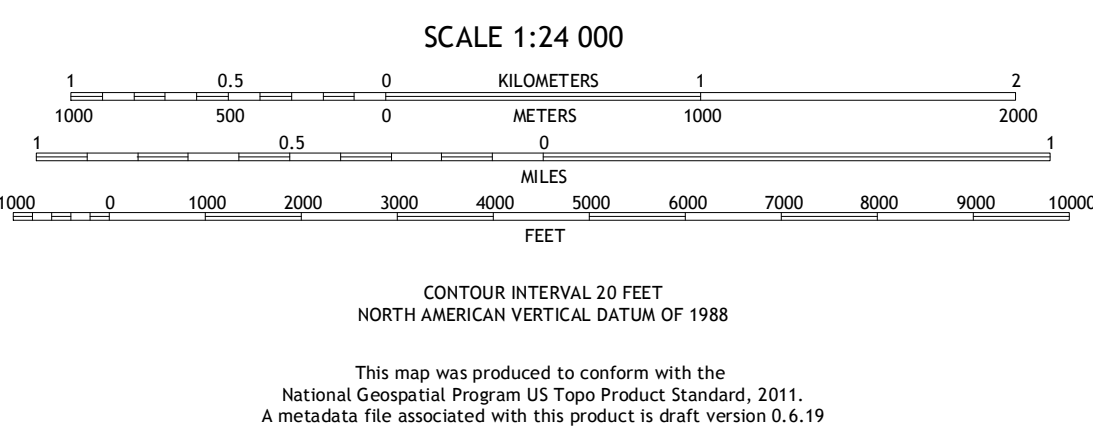 SCALE 1:24 000
1 0.5 0 KILOMETERS 1 2
1000 500 0 METERS 1000 2000
1 0.5 0 1
MILES
1000 0 1000 2000 3000 4000 5000 6000 7000 8000 9000 10000
FEET
CONTOUR INTERVAL 20 FEET
NORTH AMERICAN VERTICAL DATUM OF 1988
This map was produced to conform with the
National Geospatial Program US Topo Product Standard, 2011.
A metadata file associated with this product is draft version 0.6.19